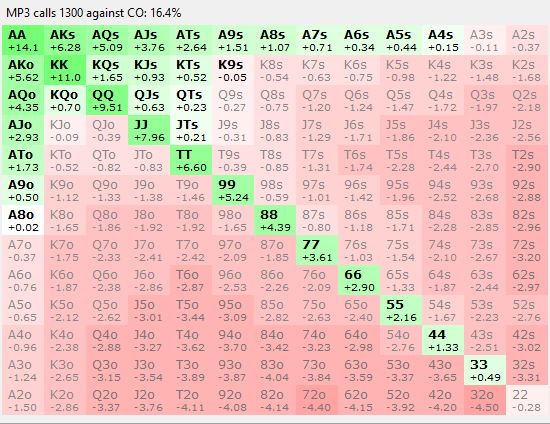 MP3 calls 1300 against CO: 16.4%
AA AKs AQs AJs ATs A9s A8s A7s A6s A5s A4s A3s A2s
+14.1 +6.28 +5.09 +3.76 +2.64 +1.51 +1.07 +0.71 +0.34 +0.44 +0.15 -0.11 -0.37
AKo KK KQs KJs KTs K9s K8s K7s K6s K5s K4s K3s K2s
+5.62 +11.0 +1.65 +0.93 +0.52 -0.05 -0.54 -0.63 -0.75 -0.98 -1.22 -1.48 -1.68
AQo KQo QQ QJs QTs Q9s Q8s Q7s Q6s Q5s Q4s Q3s Q2s
+4.35 +0.70 +9.51 +0.63 +0.23 -0.27 -0.75 -1.20 -1.24 -1.47 -1.72 -1.97 -2.18
AJo KJo QJo JJ JTs J9s J8s J7s J6s J5s J4s J3s J2s
+2.93 -0.09 -0.39 +7.96 +0.21 -0.31 -0.83 -1.29 -1.71 -1.86 -2.10 -2.36 -2.56
ATo KTo QTo JTo TT T9s T8s T7s T6s T5s T4s T3s T2s
+1.73 -0.52 -0.82 -0.83 +6.60 -0.39 -0.85 -1.31 -1.74 -2.28 -2.44 -2.70 -2.90
A9o K9o Q9o J9o T9o 99 98s 97s 96s 95s 94s 93s 92s
+0.50 -1.12 -1.33 -1.38 -1.46 +5.24 -0.59 -1.01 -1.42 -1.96 -2.52 -2.68 -2.88
A8o K8o Q8o J8o T8o 98o 88 87s 86s 85s 84s 83s 82s
+0.02 -1.65 -1.86 -1.92 -1.92 -1.65 +4.39 -0.80 -1.18 -1.71 -2.28 -2.85 -2.96
A7o K7o Q7o J7o T7o 97o 87o 77 76s 75s 74s 73s 72s
-0.37 -1.75 -2.33 -2.41 -2.42 -2.09 -1.85 +3.61 -1.03 -1.54 -2.10 -2.67 -3.20
A6o K6o Q6o J6o T6o 96o 86o 76o 66 65s 64s 63s 62s
-0.76 -1.87 -2.38 -2.86 -2.87 -2.53 -2.26 -2.09 +2.90 -1.33 -1.87 -2.44 -2.97
A5o K5o Q5o J5o T5o 95o 85o 75o 65o 55 54s 53s 52s
-0.65 -2.12 -2.62 -3.01 -3.44 -3.09 -2.82 -2.63 -2.40 +2.16 -1.67 -2.23 -2.76
A4o K4o Q4o J4o T4o 94o 84o 74o 64o 54o 44 43s 42s
-0.96 -2.38 -2.88 -3.27 -3.62 -3.70 -3.42 -3.23 -2.98 -2.76 +1.33 -2.51 -3.02
A3o K3o Q3o J3o T3o 93o 83o 73o 63o 53o 43o 33 32s
-1.24 -2.65 -3.15 -3.54 -3.89 -3.87 -4.04 -3.84 -3.59 -3.37 -3.65 +0.49 -3.31
A2o K2o Q2o J2o T2o 92o 82o 72o 62o 52o 42o 32o 22
-1.50 -2.86 -3.37 -3.76 -4.11 -4.08 -4.14 -4.40 -4.15 -3.92 -4.20 -4.50 -0.28